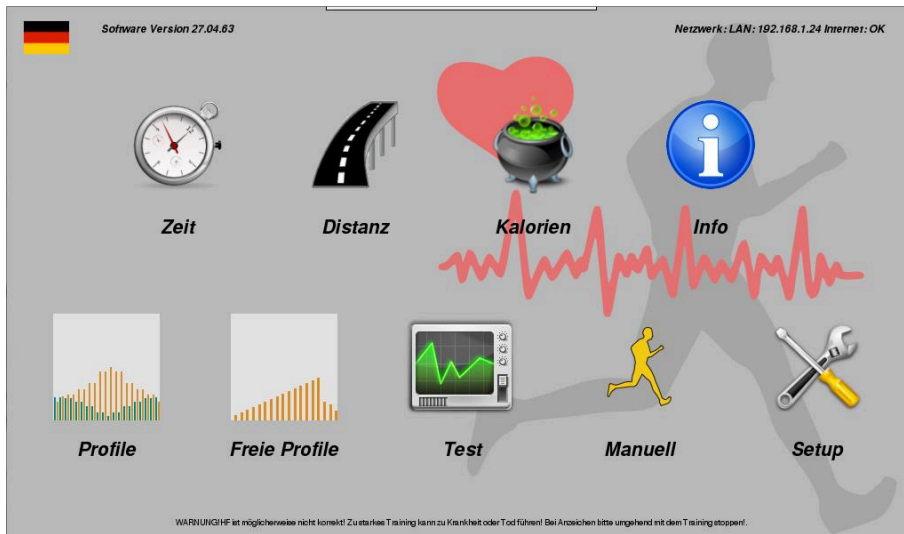 Software Version 27.04.63
Netzwerk: LAN: 192.168.1.24 Internet: OK
Zeit
Distanz
Kalorien
Info
Profile
Freie Profile
Test
Manuell
Setup
WARNUNG!HF ist möglicherweise nicht korrekt! Zu starkes Training kann zu Krankheit oder Tod führen! Bei Anzeichen bitte umgehend mit dem Training stoppen!.